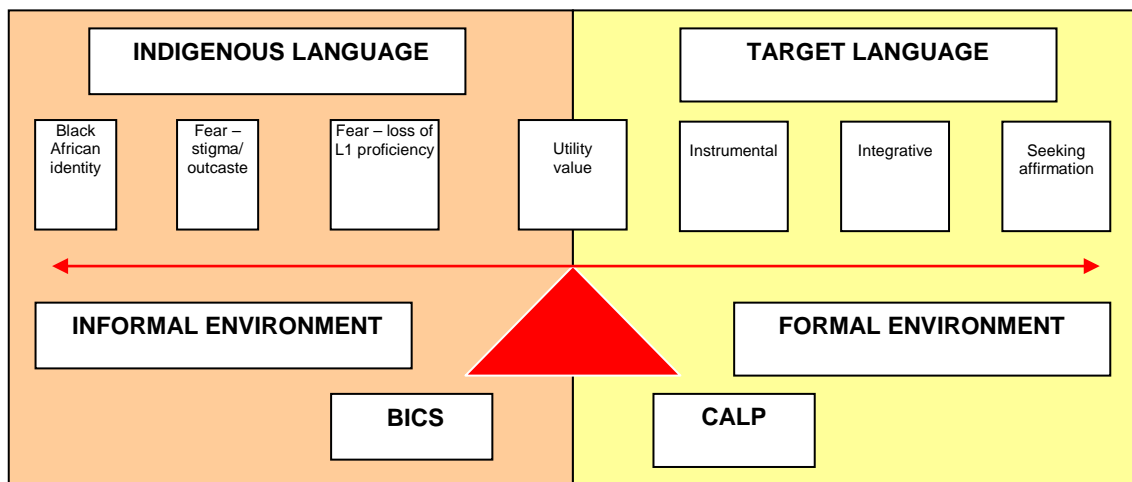 INDIGENOUS LANGUAGE
TARGET LANGUAGE
Black
African
identity
Fear –
stigma/
outcaste
Fear – loss of
L1 proficiency
Utility
value
Instrumental
Integrative
Seeking
affirmation
INFORMAL ENVIRONMENT
FORMAL ENVIRONMENT
BICS
CALP